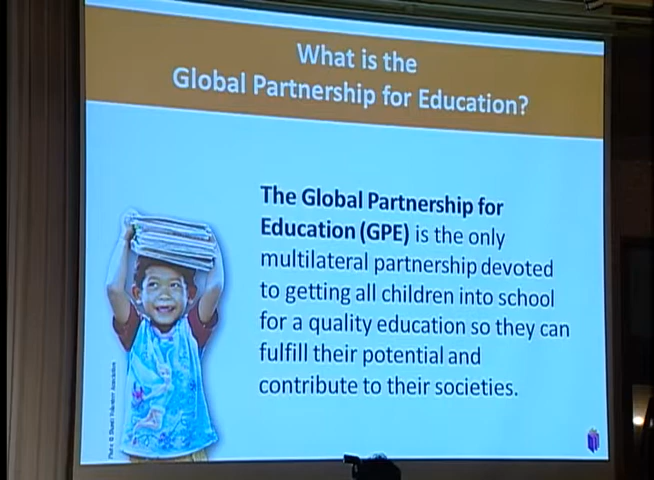 What is the
Global Partnership for Education?
The Global Partnership for
Education (GPE) is the only
multilateral partnership devoted
to getting all children into school
for a quality education so they can
fulfill their potential and
contribute to their societies.